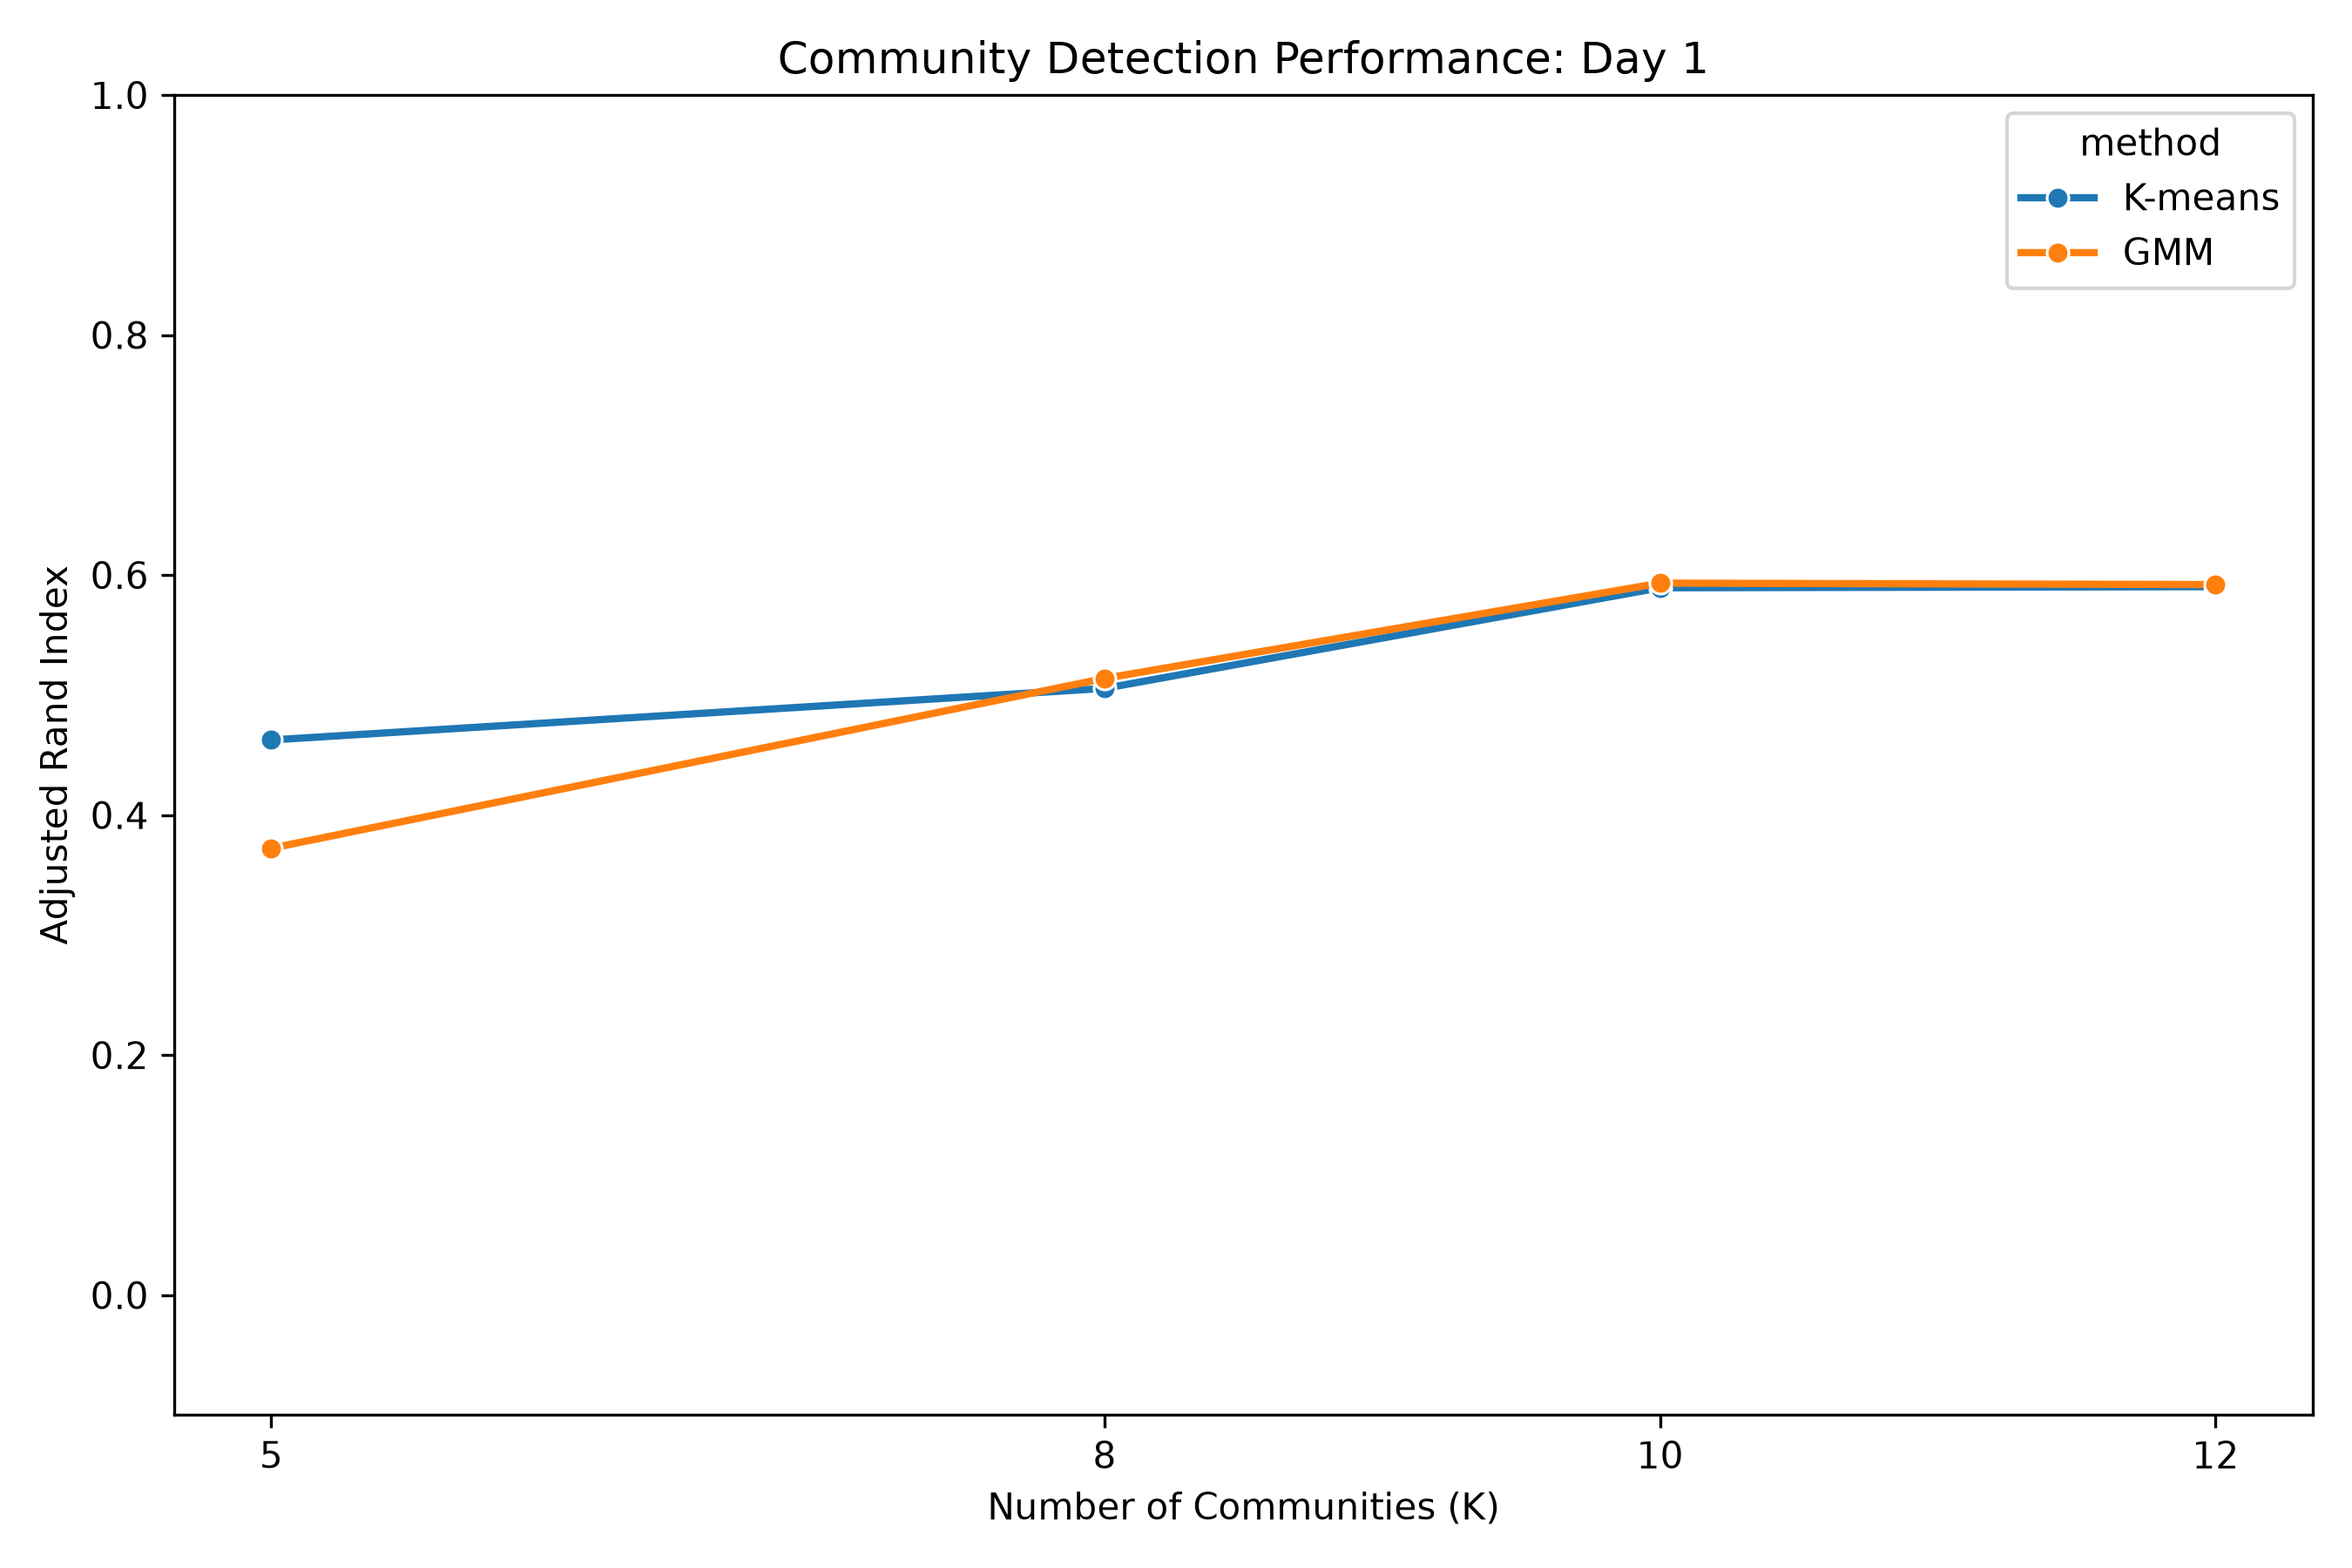 Community Detection Performance: Day 1
1.0
0.8
0.6
0.4
0.2
0.0
Adjusted Rand Index
method
K-means
GMM
5
8
10
12
Number of Communities (K)